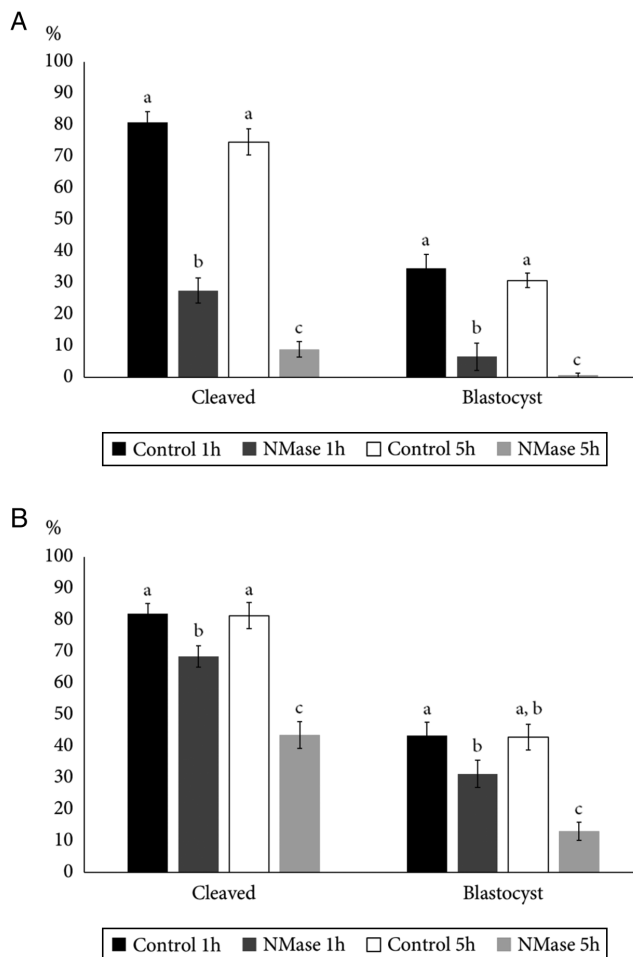 A
%
100
90
80
70
60
50
40
30
20
10
0
a
b
a
c
a
b
a
c
Cleaved
Blastocyst
Control 1h NMase 1h Control 5h NMase 5h
B
%
100
90
80
70
60
50
40
30
20
10
0
a
b
a
c
a
b
a, b
c
Cleaved
Blastocyst
Control 1h NMase 1h Control 5h NMase 5h